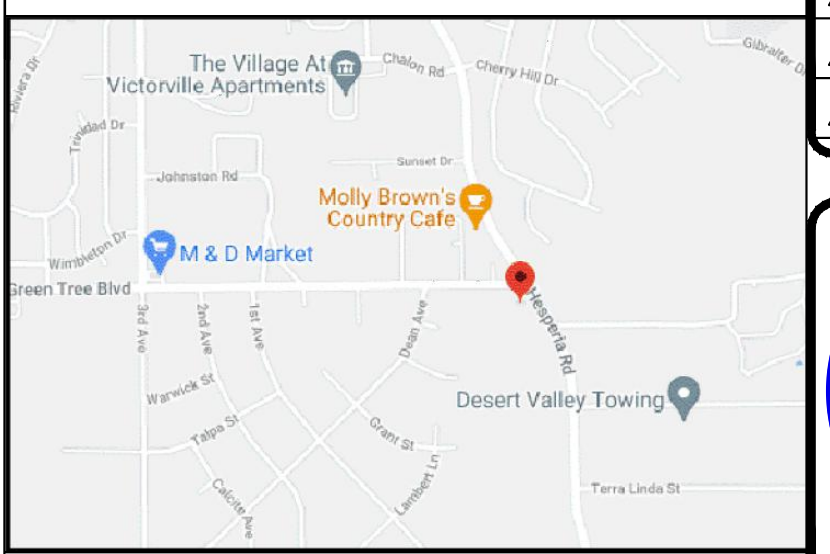 Riviera Dr
The Village At
Victorville Apartments
Chalon Rd
Cherry Hill Dr
Gibralter D
Trinidad Dr
Sunset Dr
Johnston Rd
Molly Brown's
Country Cafe
Wimbleton Dr
M & D Market
Green Tree Blvd
3rd Ave
2nd Ave
1st Ave
Dean Ave
Hesperia Rd
Warwick St
Desert Valley Towing
Talpa St
Grant St
Lambert Ln
Calcite Ave
Terra Linda St